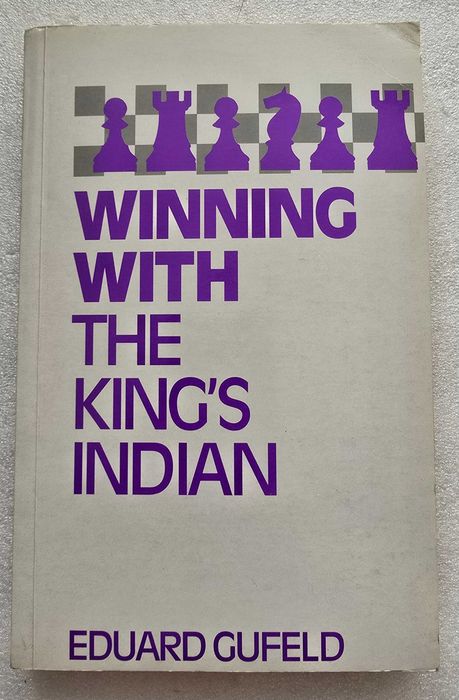 WINNING
WITH
THE
KING'S
INDIAN
EDUARD GUFELD